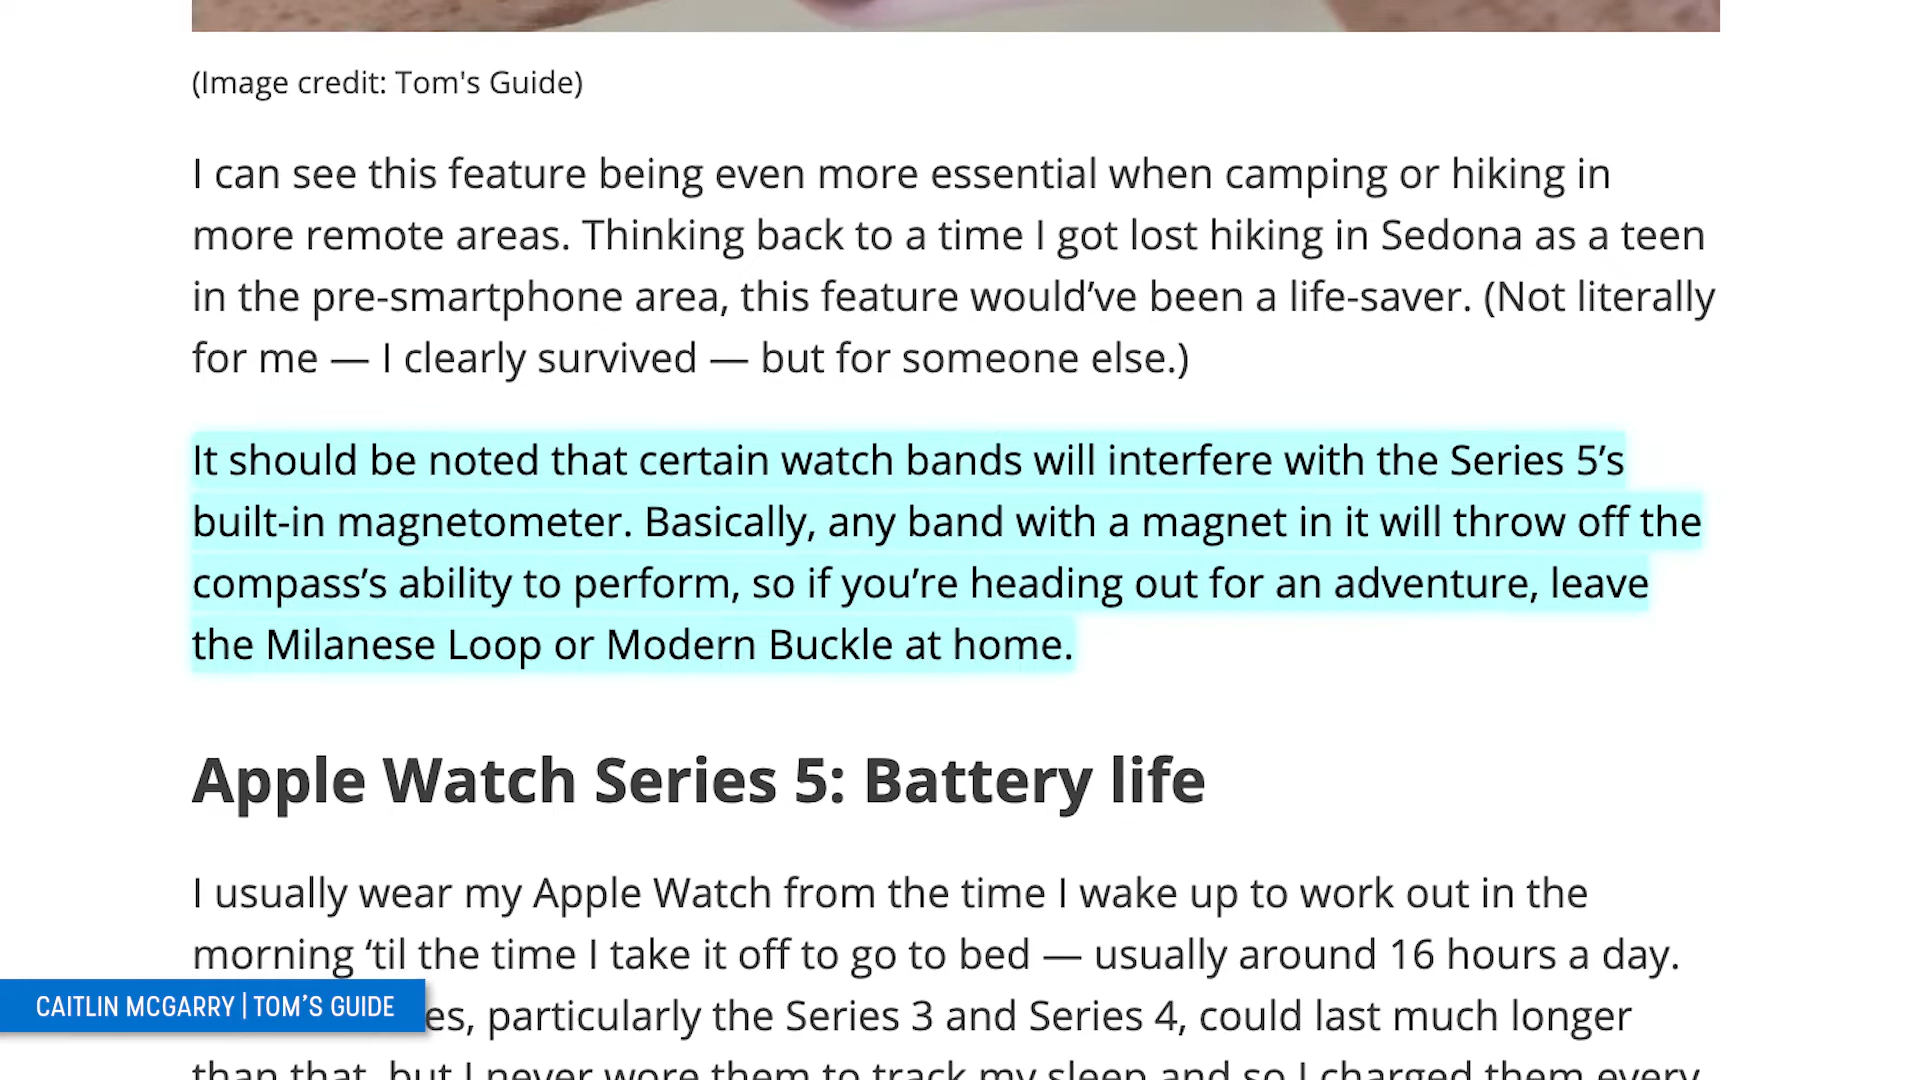 (Image credit: Tom's Guide)
I can see this feature being even more essential when camping or hiking in
more remote areas. Thinking back to a time I got lost hiking in Sedona as a teen
in the pre-smartphone area, this feature would’ve been a life-saver. (Not literally
for me — I clearly survived — but for someone else.)
It should be noted that certain watch bands will interfere with the Series 5’s
built-in magnetometer. Basically, any band with a magnet in it will throw off the
compass’s ability to perform, so if you’re heading out for an adventure, leave
the Milanese Loop or Modern Buckle at home.
Apple Watch Series 5: Battery life
I usually wear my Apple Watch from the time I wake up to work out in the
morning ‘til the time I take it off to go to bed — usually around 16 hours a day.
es, particularly the Series 3 and Series 4, could last much longer
than that, but I never wore them to track my sleep and so I charged them every
CAITLIN MCGARRY | TOM’S GUIDE